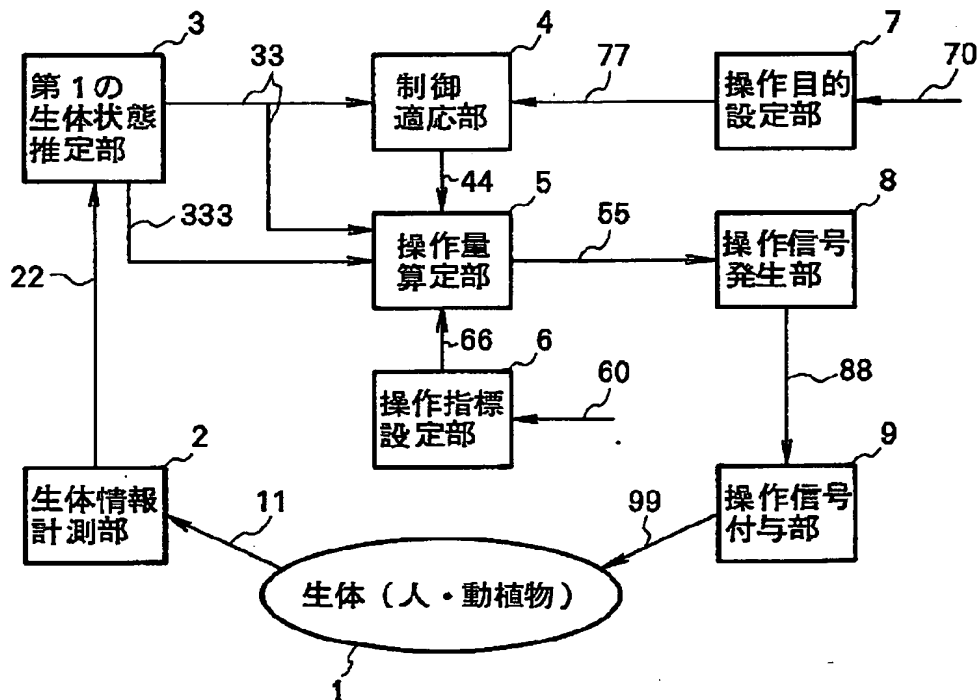 3
第1の
生体状態
推定部
33
4
制御
適応部
77
7
操作目的
設定部
70
333
22
44
5
操作量
算定部
55
8
操作信号
発生部
66
6
操作指標
設定部
60
88
2
生体情報
計測部
11
99
9
操作信号
付与部
生体(人・動植物)
1